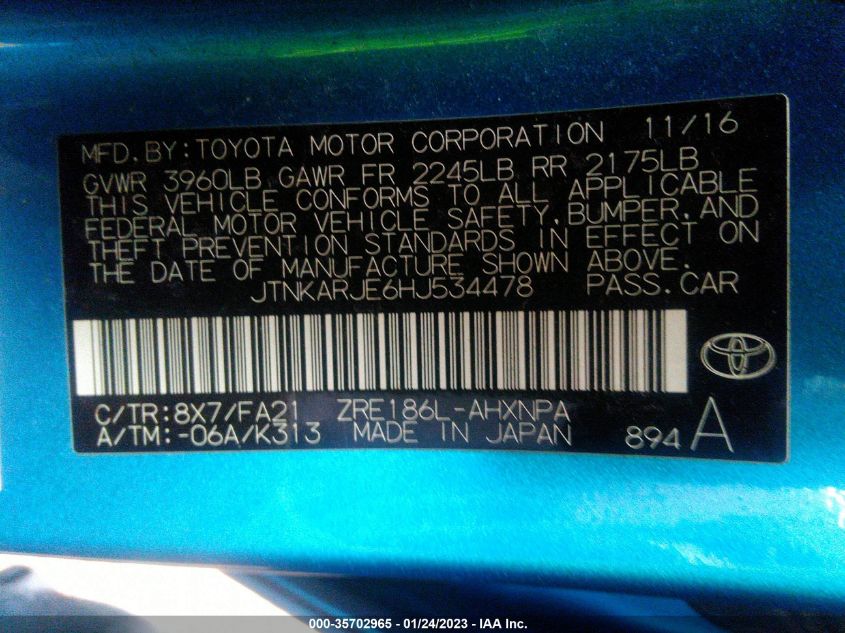 MFD.BY:TOYOTA MOTOR CORPORATION 11/16
GVWR 3960LB GAWR FR 2245LB RR 2175LB
THIS VEHICLE CONFORMS TO ALL APPLICABLE
FEDERAL MOTOR VEHICLE SAFETY,BUMPER,AND
THEFT PREVENTION STANDARDS IN EFFECT ON
THE DATE OF MANUFACTURE SHOWN ABOVE.
JTNKARJE6HJ534478 PASS.CAR
C/TR:8X7/FA21 ZRE186L-AHXNPA
A/TM:-06A/K313 MADE IN JAPAN 894 A
000-35702965 - 01/24/2023 - IAA Inc.